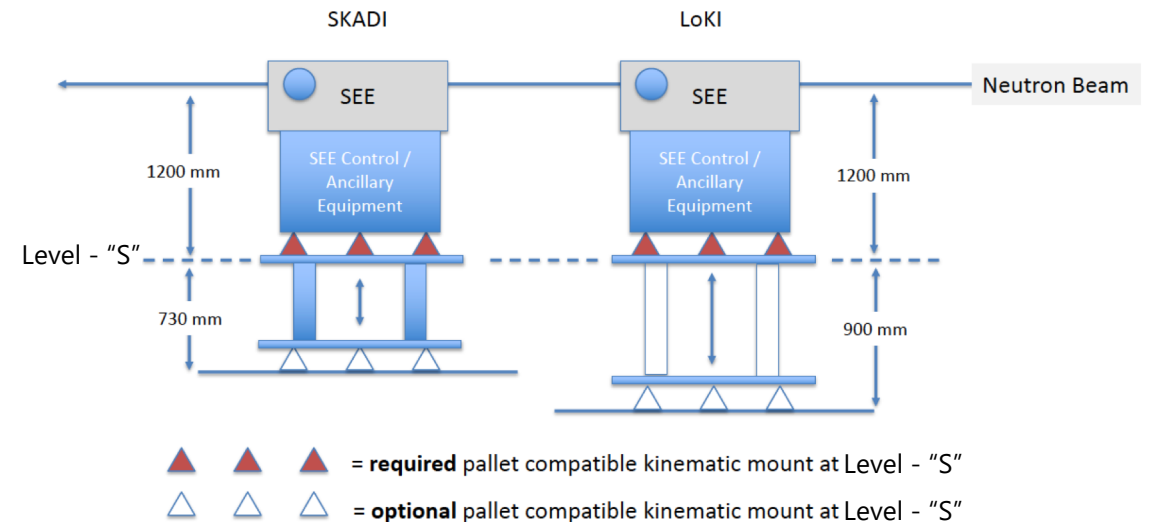 SKADI
LoKI
SEE
SEE
Neutron Beam
SEE Control /
Ancillary
Equipment
SEE Control /
Ancillary
Equipment
1200 mm
1200 mm
Level - “S”
730 mm
900 mm
= required pallet compatible kinematic mount at Level - “S”
= optional pallet compatible kinematic mount at Level - “S”